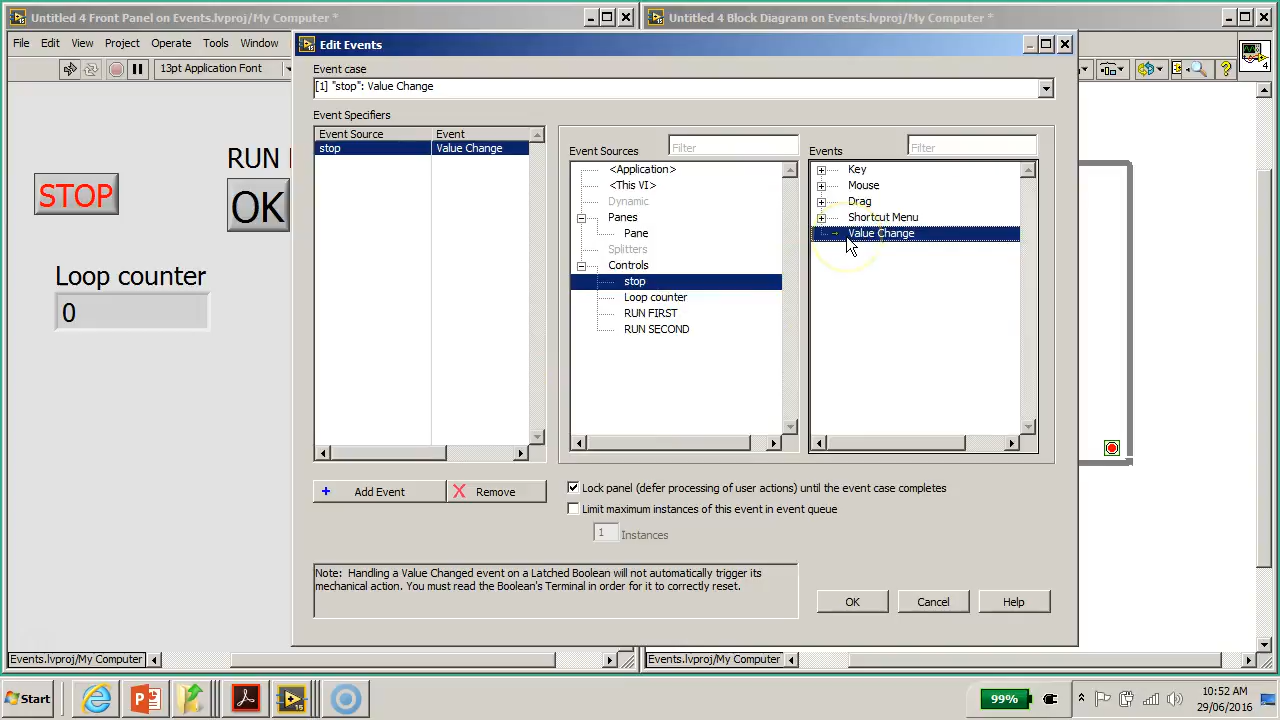 Untitled 4 Front Panel on Events.lvproj/My Computer *
Untitled 4 Block Diagram on Events.lvproj/My Computer *
File Edit View Project Operate Tools Window
Edit Events
13pt Application Font
15
4
Event case
[1] "stop": Value Change
Event Specifiers
Event Source Event
stop Value Change
Event Sources
Filter
<Application>
<This VI>
Dynamic
Panes
Pane
Splitters
Controls
stop
Loop counter
RUN FIRST
RUN SECOND
Events
Filter
Key
Mouse
Drag
Shortcut Menu
Value Change
RUN
STOP
OK
Loop counter
0
Add Event
Remove
Lock panel (defer processing of user actions) until the event case completes
Limit maximum instances of this event in event queue
1 Instances
Note: Handling a Value Changed event on a Latched Boolean will not automatically trigger its
mechanical action. You must read the Boolean's Terminal in order for it to correctly reset.
OK
Cancel
Help
Events.lvproj/My Computer
Events.lvproj/My Computer
Start
15
99%
10:52 AM
29/06/2016